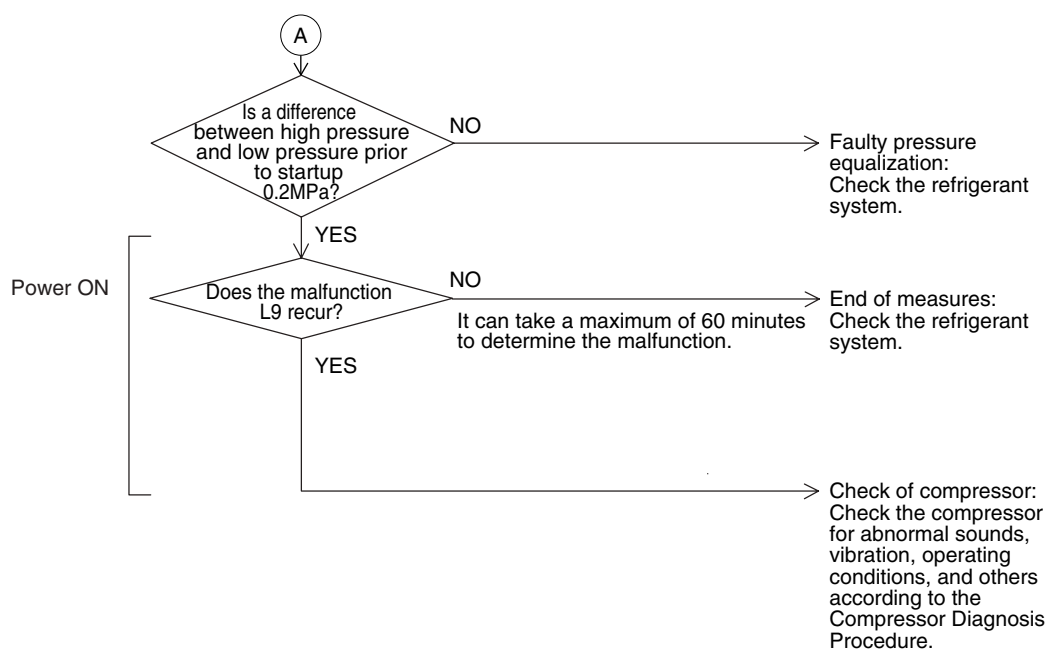 A
Is a difference
between high pressure
and low pressure prior
to startup
0.2MPa?
NO
Faulty pressure
equalization:
Check the refrigerant
system.
YES
Power ON
Does the malfunction
L9 recur?
NO
It can take a maximum of 60 minutes
to determine the malfunction.
End of measures:
Check the refrigerant
system.
YES
Check of compressor:
Check the compressor
for abnormal sounds,
vibration, operating
conditions, and others
according to the
Compressor Diagnosis
Procedure.